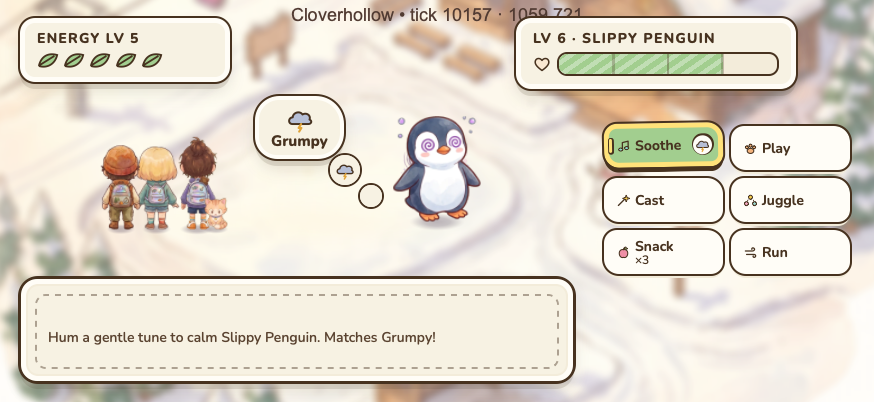 Cloverhollow • tick 10157 · 1059,721
ENERGY LV 5
LV 6 · SLIPPY PENGUIN
Grumpy
Soothe
Play
Cast
Juggle
Snack
×3
Run
Hum a gentle tune to calm Slippy Penguin. Matches Grumpy!